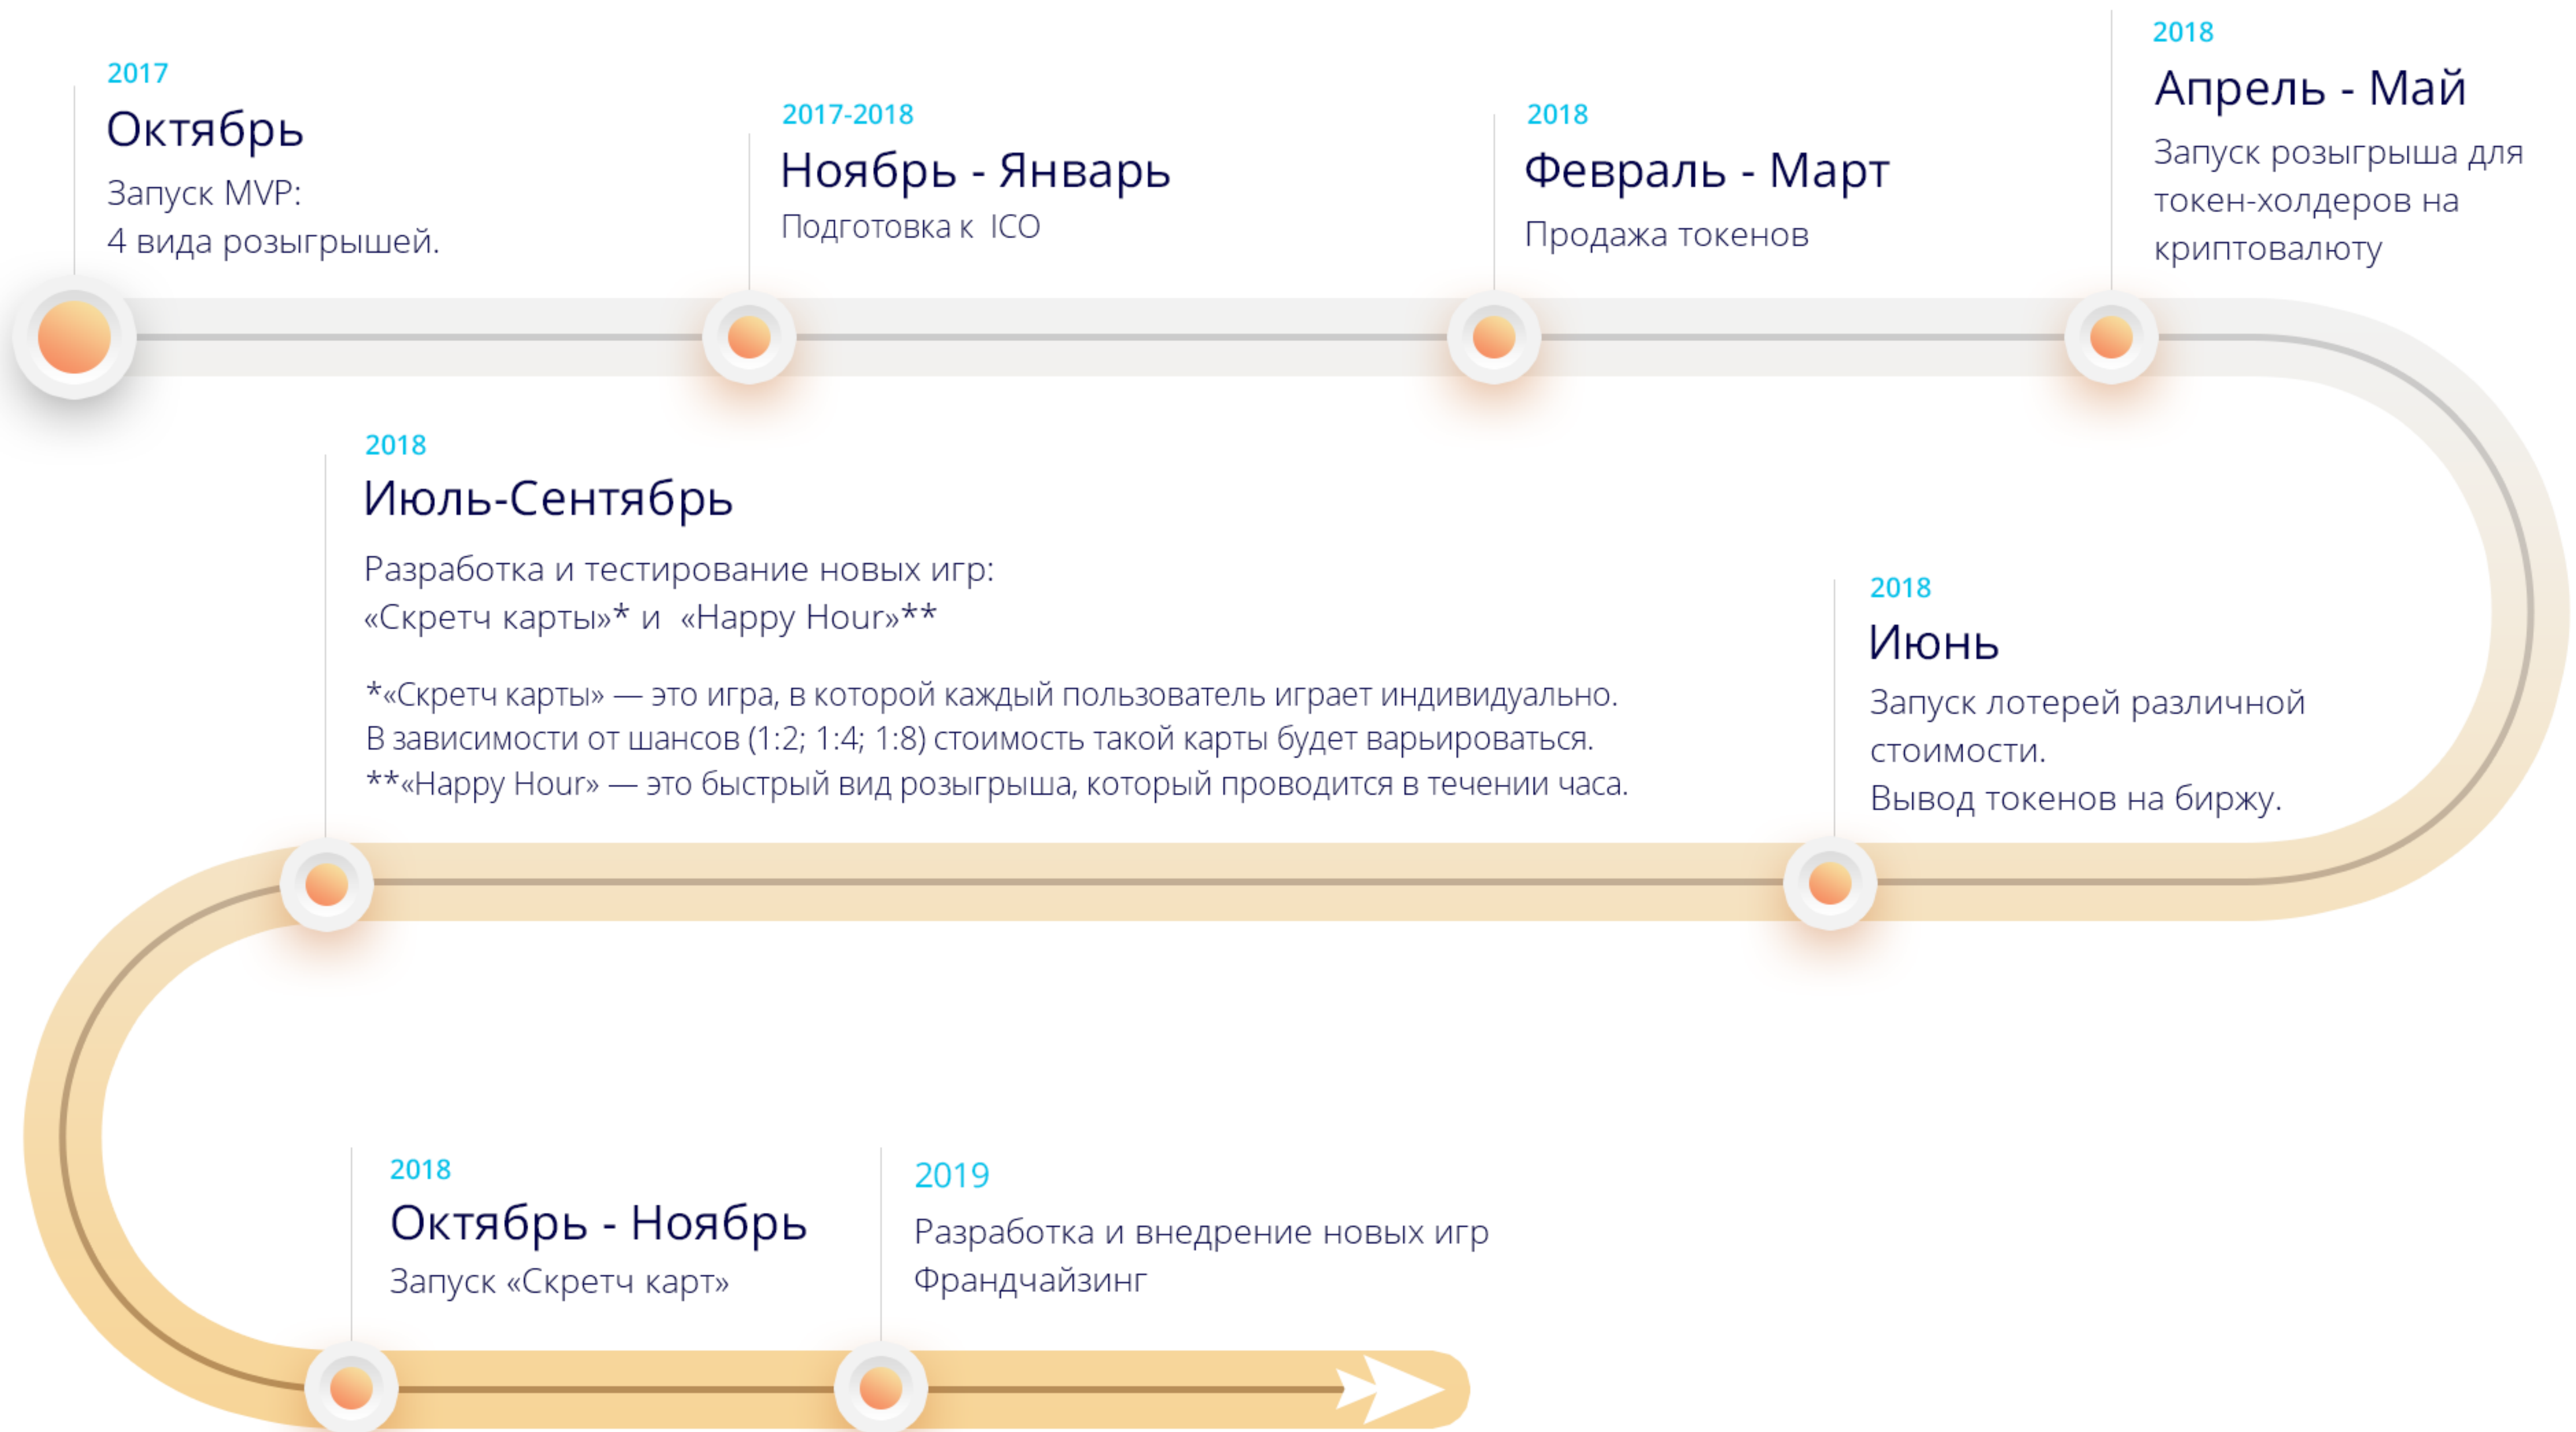 2017
Октябрь
Запуск MVP:
4 вида розыгрышей.
2017-2018
Ноябрь - Январь
Подготовка к  ICO
2018
Февраль - Март
Продажа токенов
2018
Апрель - Май
Запуск розыгрыша для
токен-холдеров на
криптовалюту
2018
Июнь
Запуск лотерей различной
стоимости.
Вывод токенов на биржу.
2018
Июль-Сентябрь
Разработка и тестирование новых игр:
«Скретч карты»* и  «Happy Hour»**
*«Скретч карты» — это игра, в которой каждый пользователь играет индивидуально.
В зависимости от шансов (1:2; 1:4; 1:8) стоимость такой карты будет варьироваться.
**«Happy Hour» — это быстрый вид розыгрыша, который проводится в течении часа.
2018
Октябрь - Ноябрь
Запуск «Скретч карт»
2019
Разработка и внедрение новых игр
Франдчайзинг